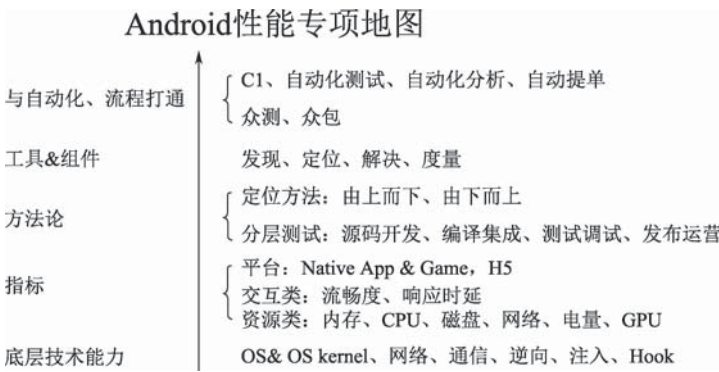 Android性能专项地图
与自动化、流程打通
C1、自动化测试、自动化分析、自动提单
众测、众包
工具&组件
发现、定位、解决、度量
方法论
定位方法：由上而下、由下而上
分层测试：源码开发、编译集成、测试调试、发布运营
指标
平台：Native App & Game，H5
交互类：流畅度、响应时延
资源类：内存、CPU、磁盘、网络、电量、GPU
底层技术能力
OS& OS kernel、网络、通信、逆向、注入、Hook